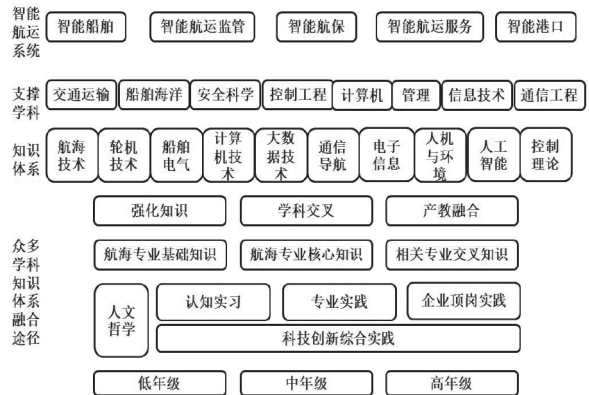 智能
航运
系统
智能船舶
智能航运监管
智能航保
智能航运服务
智能港口
支撑
学科
交通运输
船舶海洋
安全科学
控制工程
计算机
管理
信息技术
通信工程
知识
体系
航海
技术
轮机
技术
船舶
电气
计算
机技
术
大数
据技
术
通信
导航
电子
信息
人机
与环
境
人工
智能
控制
理论
众多
学科
知识
体系
融合
途径
强化知识
学科交叉
产教融合
航海专业基础知识
航海专业核心知识
相关专业交叉知识
人文
哲学
认知实习
专业实践
企业顶岗实践
科技创新综合实践
低年级
中年级
高年级